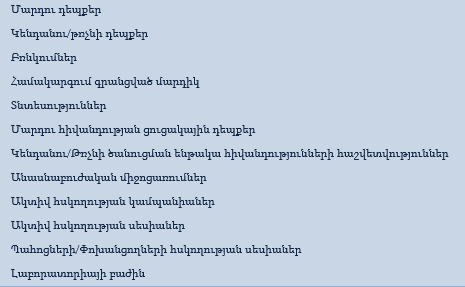 Մարդու դեպքեր
Կենդանու/թռչնի դեպքեր
Բռնկումներ
Համակարգում գրանցված մարդիկ
Տնտեսություններ
Մարդու հիվանդության ցուցակային դեպքեր
Կենդանու/Թռչնի ծանուցման ենթակա հիվանդությունների հաշվետվություններ
Անասնաբուժական միջոցառումներ
Ակտիվ հսկողության կամպանիաներ
Ակտիվ հսկողության սեսիաներ
Պահոցների/Փոխանցողների հսկողության սեսիաներ
Լաբորատորիայի բաժին